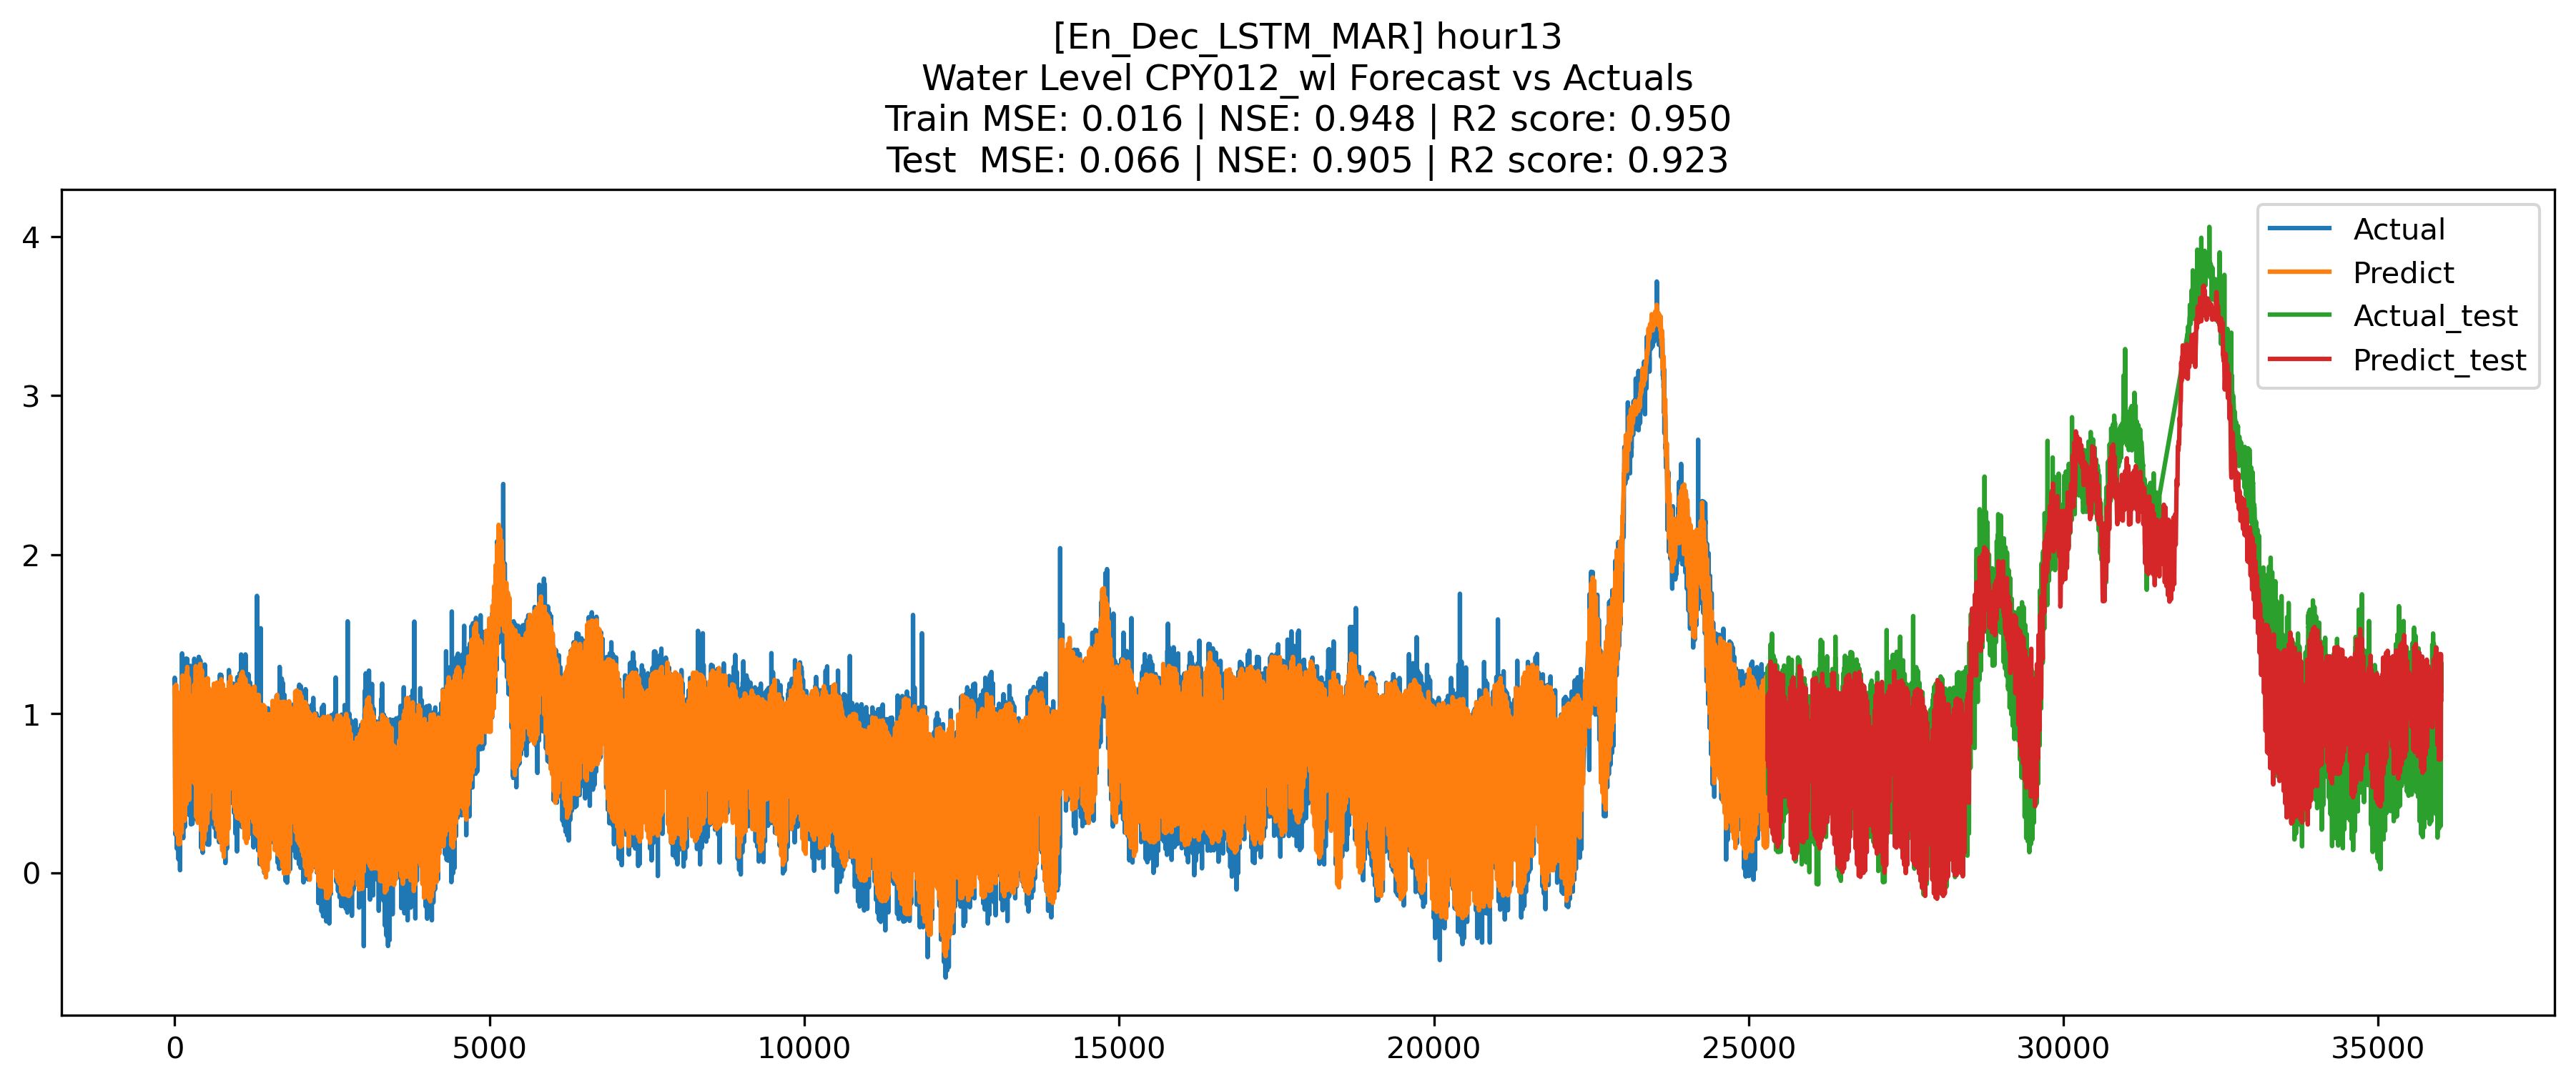 [En_Dec_LSTM_MAR] hour13
Water Level CPY012_wl Forecast vs Actuals
Train MSE: 0.016 | NSE: 0.948 | R2 score: 0.950
Test  MSE: 0.066 | NSE: 0.905 | R2 score: 0.923
Actual
Predict
Actual_test
Predict_test
4
3
2
1
0
0 5000 10000 15000 20000 25000 30000 35000